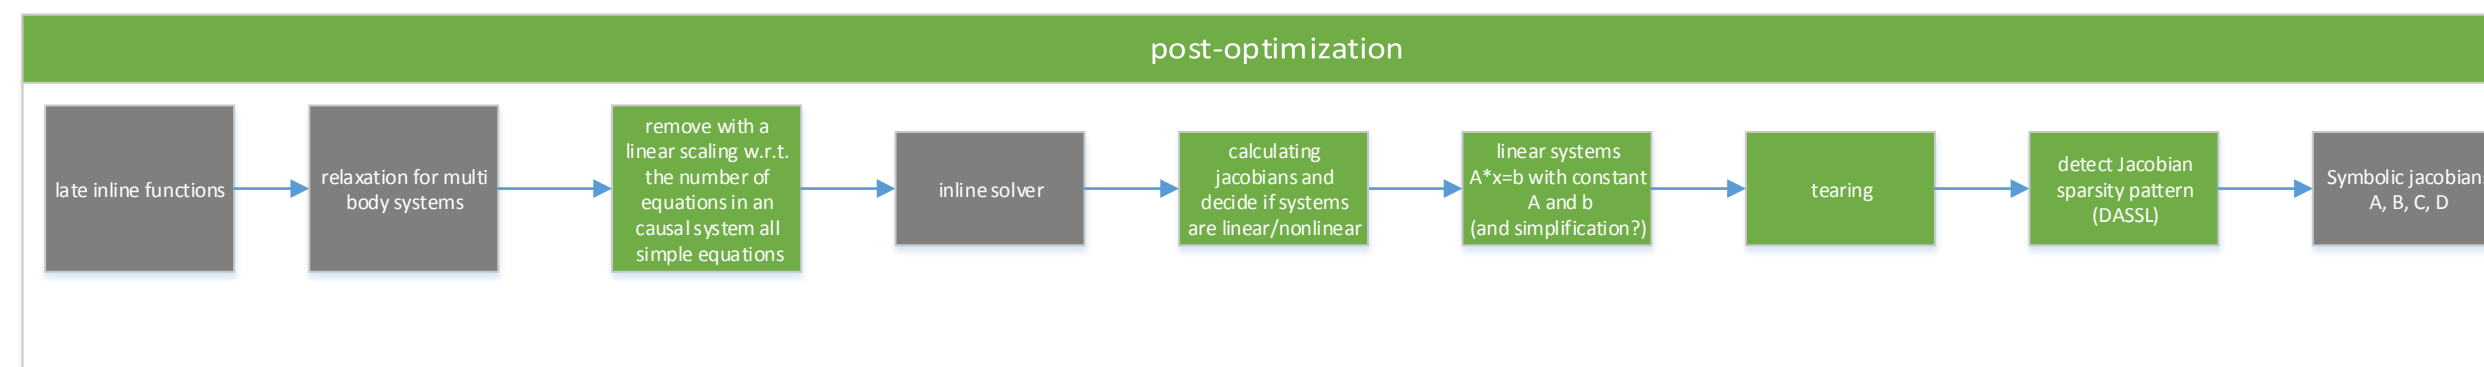 post-optimization
late inline functions
relaxation for multi
body systems
remove with a
linear scaling w.r.t.
the number of
equations in an
causal system all
simple equations
inline solver
calculating
jacobians and
decide if systems
are linear/nonlinear
linear systems
A*x=b with constant
A and b
(and simplification?)
tearing
detect Jacobian
sparsity pattern
(DASSL)
Symbolic jacobian
A, B, C, D